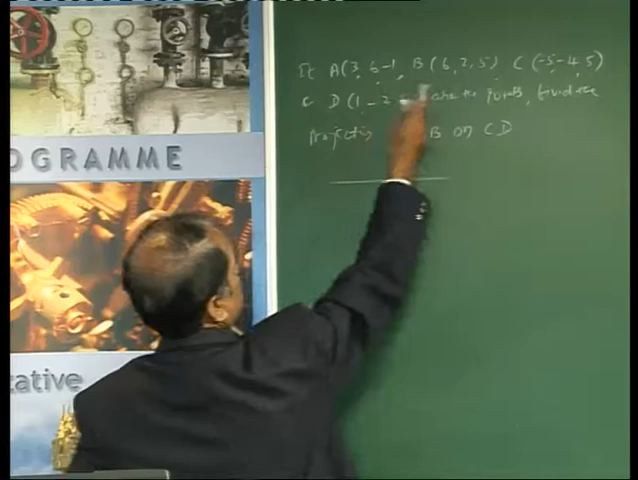 OGRAMME
tative
If A(3, 6 -1, B(6, 2, 5) C(-5 -4, 5)
D(1, -2 are the points, find the
Projection B on CD